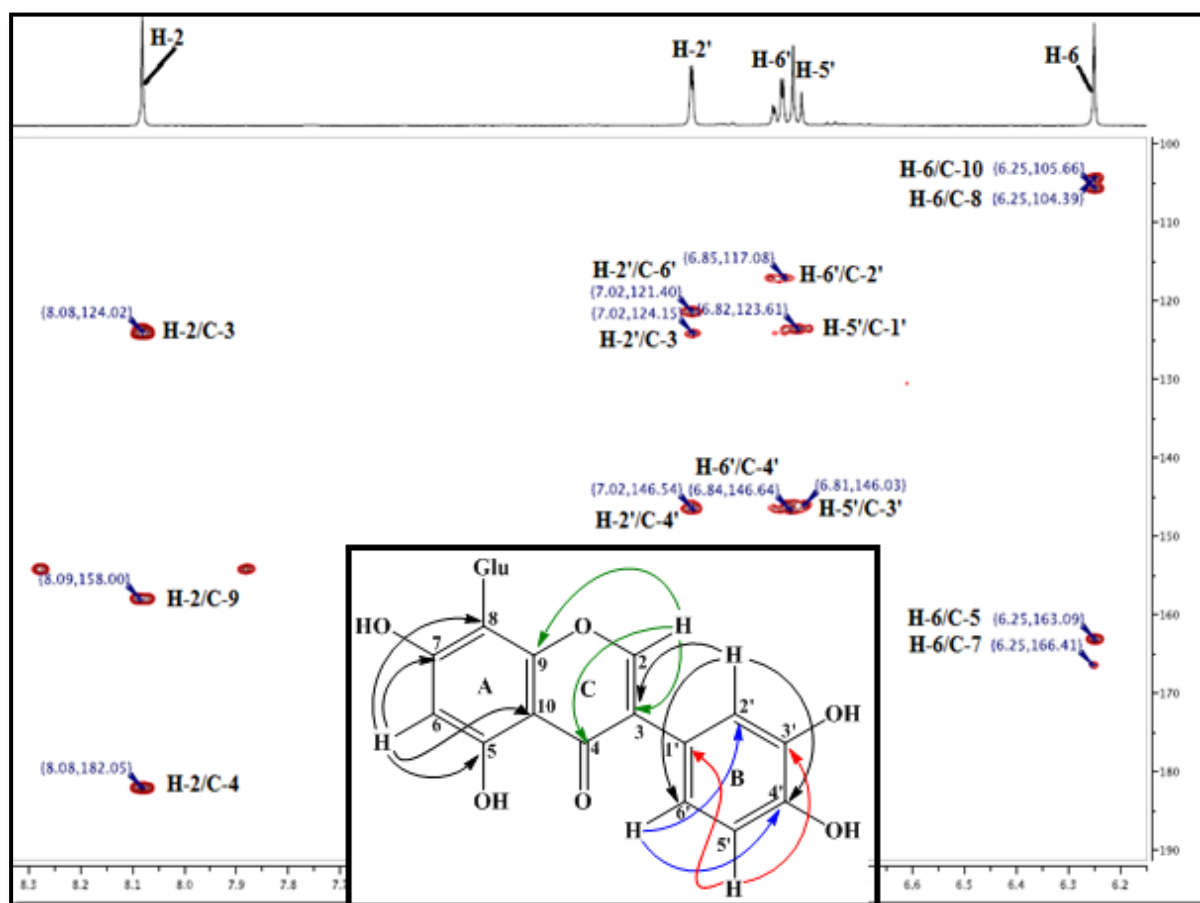 H-2
H-2'
H-6'
H-5'
H-6
100
110
120
130
140
150
160
170
180
190
H-6/C-10 {6.25,105.66}
H-6/C-8 {6.25,104.39}
{6.85,117.08}
H-2'/C-6' H-6'/C-2'
{7.02,121.40}
{8.08,124.02} {7.02,124.15} {6.82,123.61}
H-2/C-3 H-2'/C-3 H-5'/C-1'
H-6'/C-4'
{7.02,146.54} {6.84,146.64} {6.81,146.03}
H-2'/C-4' H-5'/C-3'
{8.09,158.00}
H-2/C-9
H-6/C-5 {6.25,163.09}
H-6/C-7 {6.25,166.41}
{8.08,182.05}
H-2/C-4
Glu
HO 7 8 O H
9 2 H
A C
6 10 2' OH
H 5 4 3 1' 3'
B
OH O 6' 4' OH
H 5'
H
8.3 8.2 8.1 8.0 7.9 7.8 6.6 6.5 6.4 6.3 6.2